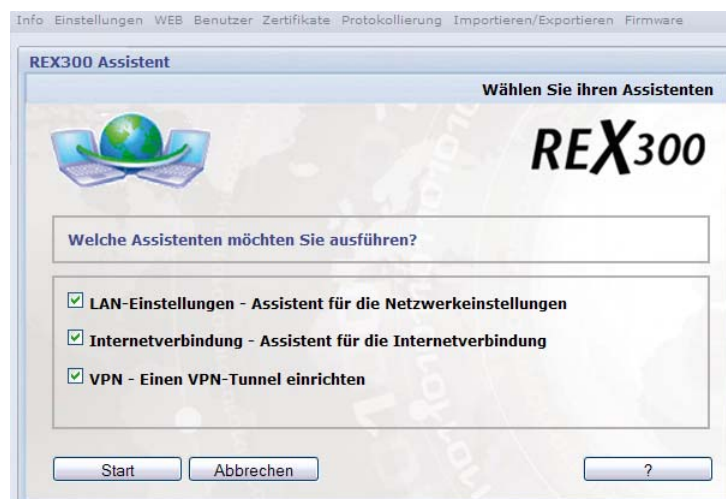 Info Einstellungen WEB Benutzer Zertifikate Protokollierung Importieren/Exportieren Firmware
REX300 Assistent
Wählen Sie ihren Assistenten
REX300
Welche Assistenten möchten Sie ausführen?
LAN-Einstellungen - Assistent für die Netzwerkeinstellungen
Internetverbindung - Assistent für die Internetverbindung
VPN - Einen VPN-Tunnel einrichten
Start Abbrechen ?